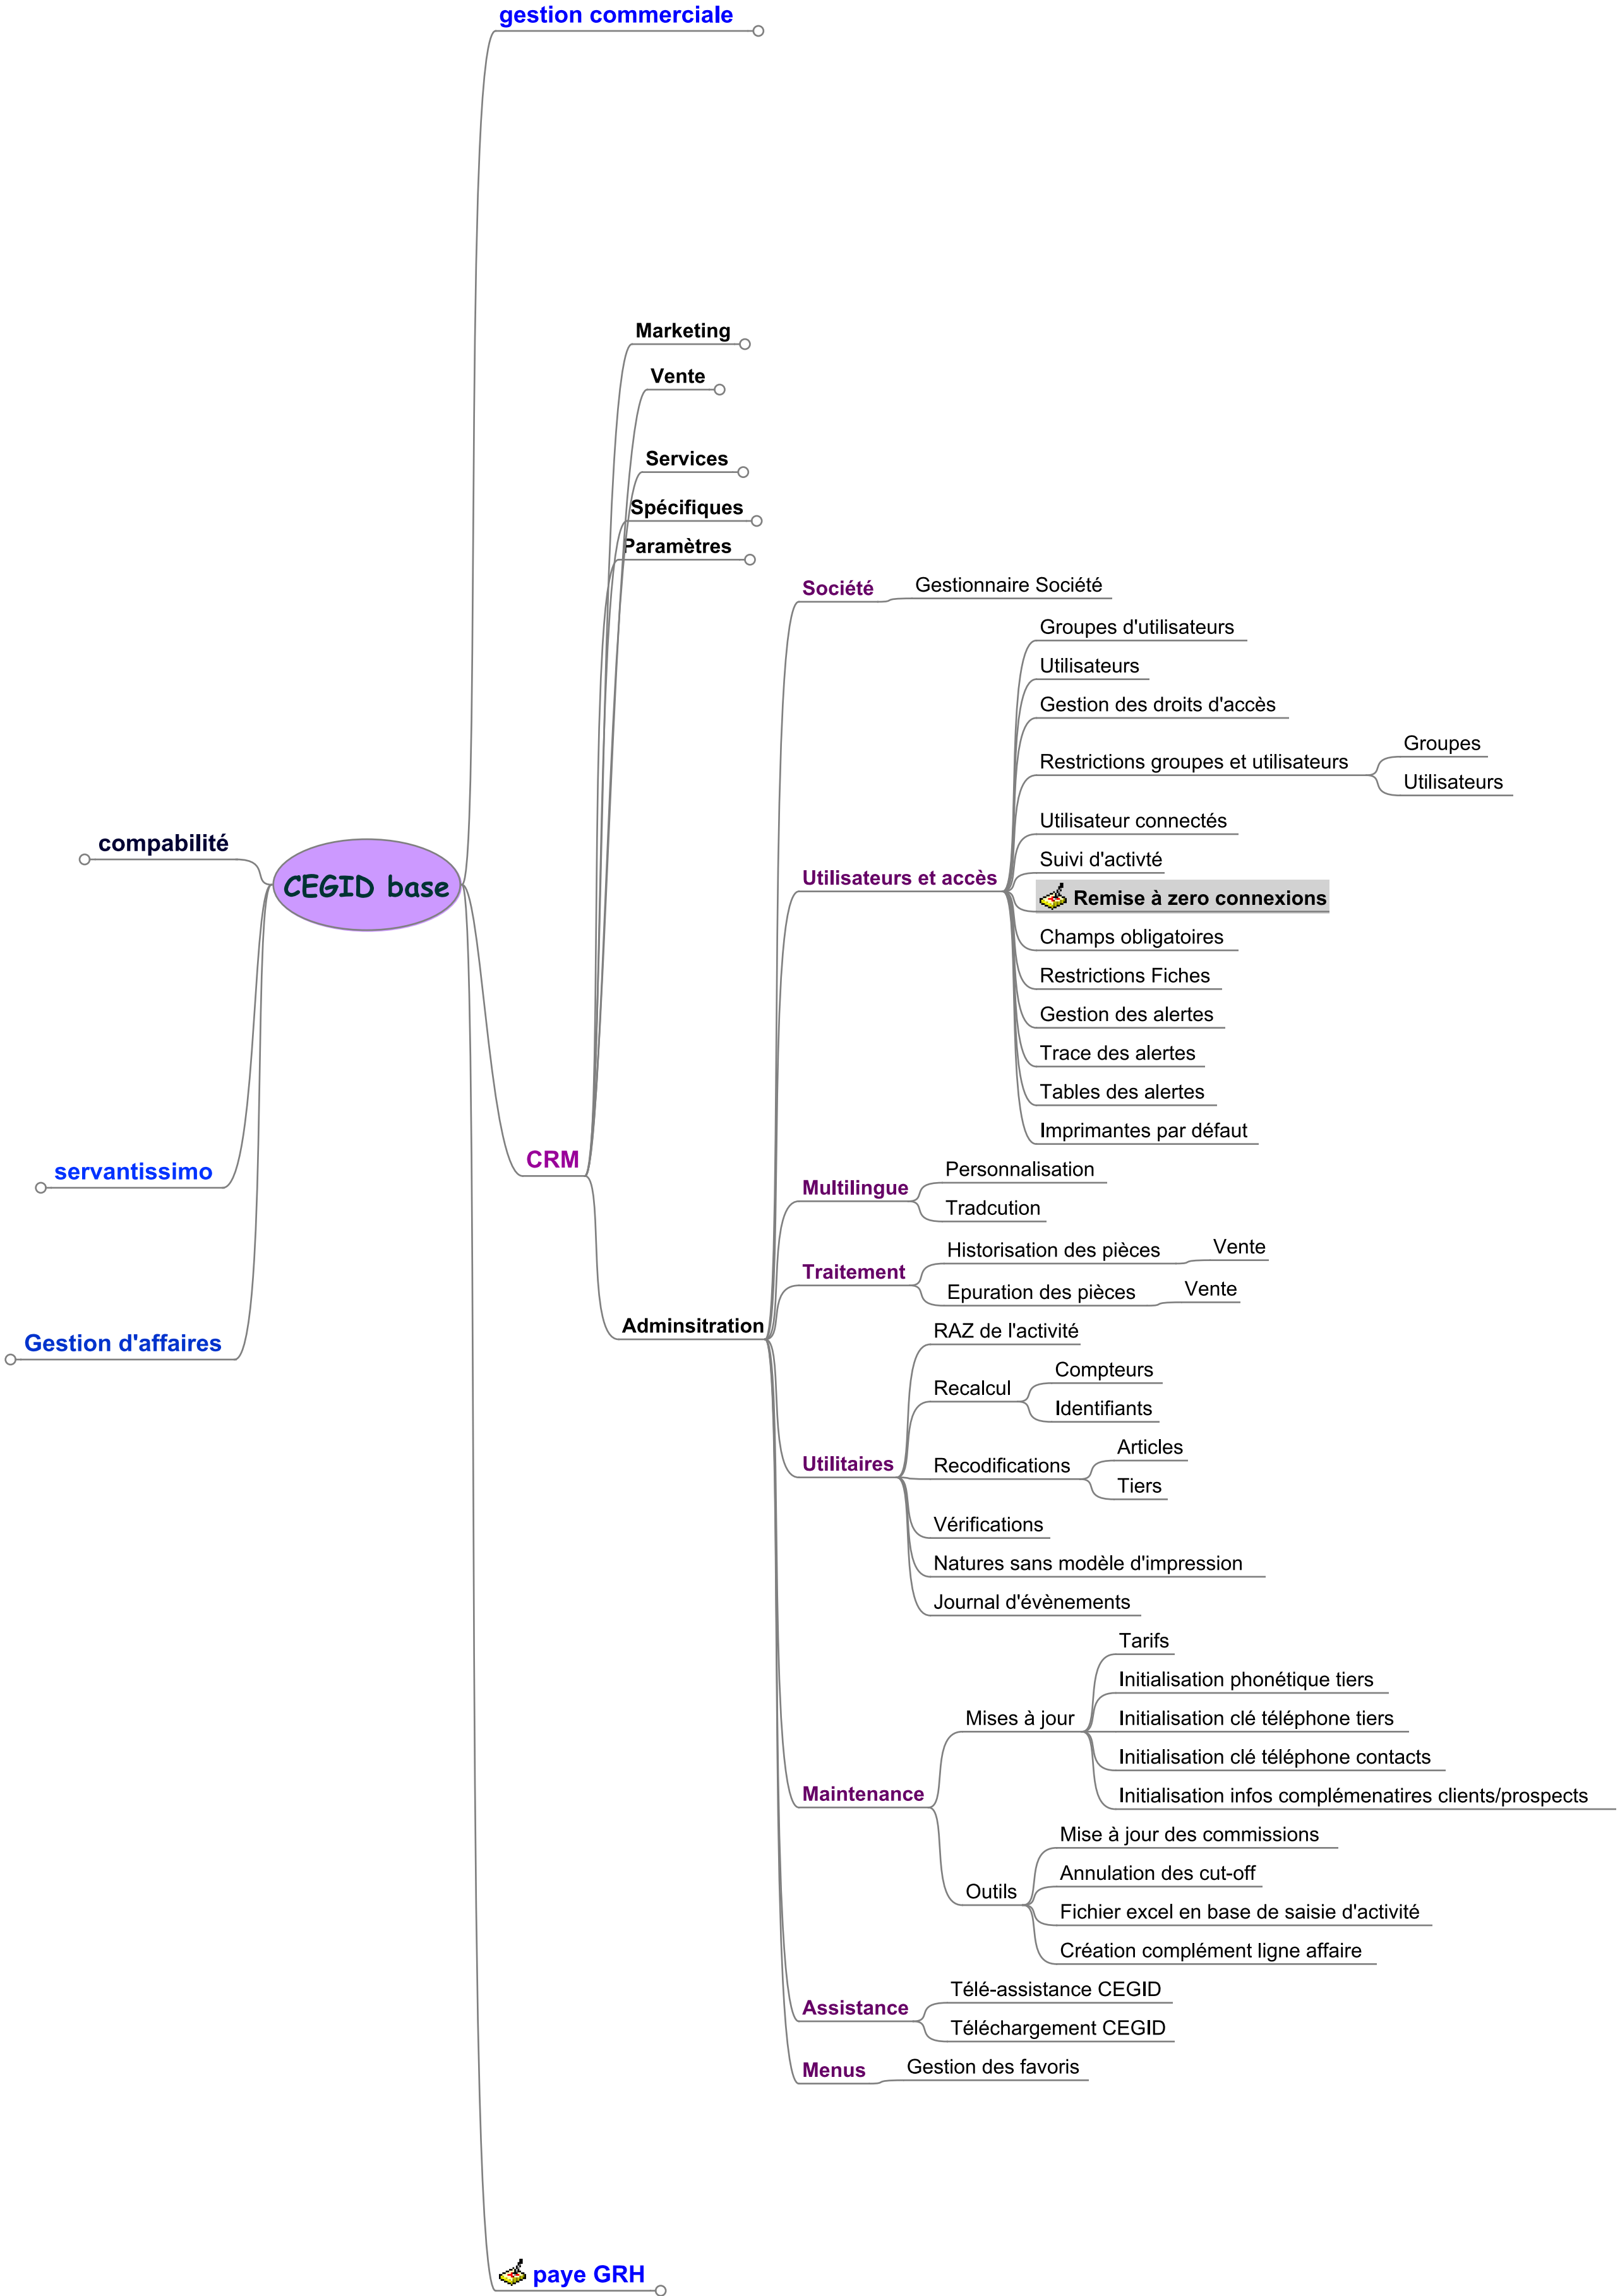 gestion commerciale
Marketing
Vente
Services
Spécifiques
Paramètres
Société
Gestionnaire Société
Groupes d'utilisateurs
Utilisateurs
Gestion des droits d'accès
Restrictions groupes et utilisateurs
Groupes
Utilisateurs
Utilisateur connectés
Suivi d'activté
Utilisateurs et accès
Remise à zero connexions
Champs obligatoires
Restrictions Fiches
Gestion des alertes
Trace des alertes
Tables des alertes
Imprimantes par défaut
compabilité
CEGID base
servantissimo
Gestion d'affaires
CRM
Adminsitration
Multilingue
Personnalisation
Tradcution
Traitement
Historisation des pièces
Vente
Epuration des pièces
Vente
Utilitaires
RAZ de l'activité
Recalcul
Compteurs
Identifiants
Recodifications
Articles
Tiers
Vérifications
Natures sans modèle d'impression
Journal d'évènements
Maintenance
Mises à jour
Tarifs
Initialisation phonétique tiers
Initialisation clé téléphone tiers
Initialisation clé téléphone contacts
Initialisation infos complémenatires clients/prospects
Outils
Mise à jour des commissions
Annulation des cut-off
Fichier excel en base de saisie d'activité
Création complément ligne affaire
Assistance
Télé-assistance CEGID
Téléchargement CEGID
Menus
Gestion des favoris
paye GRH